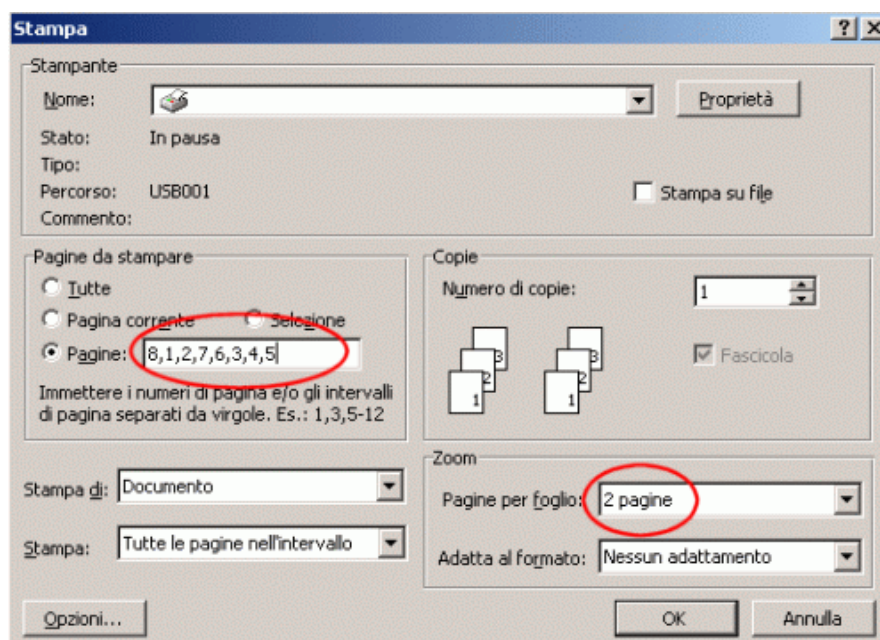 Stampa
Stampante
Nome:
Proprietà
Stato: In pausa
Tipo:
Percorso: USB001
Stampa su file
Commento:
Pagine da stampare
Tutte
Pagina corrente Selezione
Pagine: 8,1,2,7,6,3,4,5
Immettere i numeri di pagina e/o gli intervalli
di pagina separati da virgole. Es.: 1,3,5-12
Copie
Numero di copie: 1
3 3
2 2
1 1
Fascicola
Stampa di: Documento
Stampa: Tutte le pagine nell'intervallo
Zoom
Pagine per foglio: 2 pagine
Adatta al formato: Nessun adattamento
Opzioni... OK Annulla